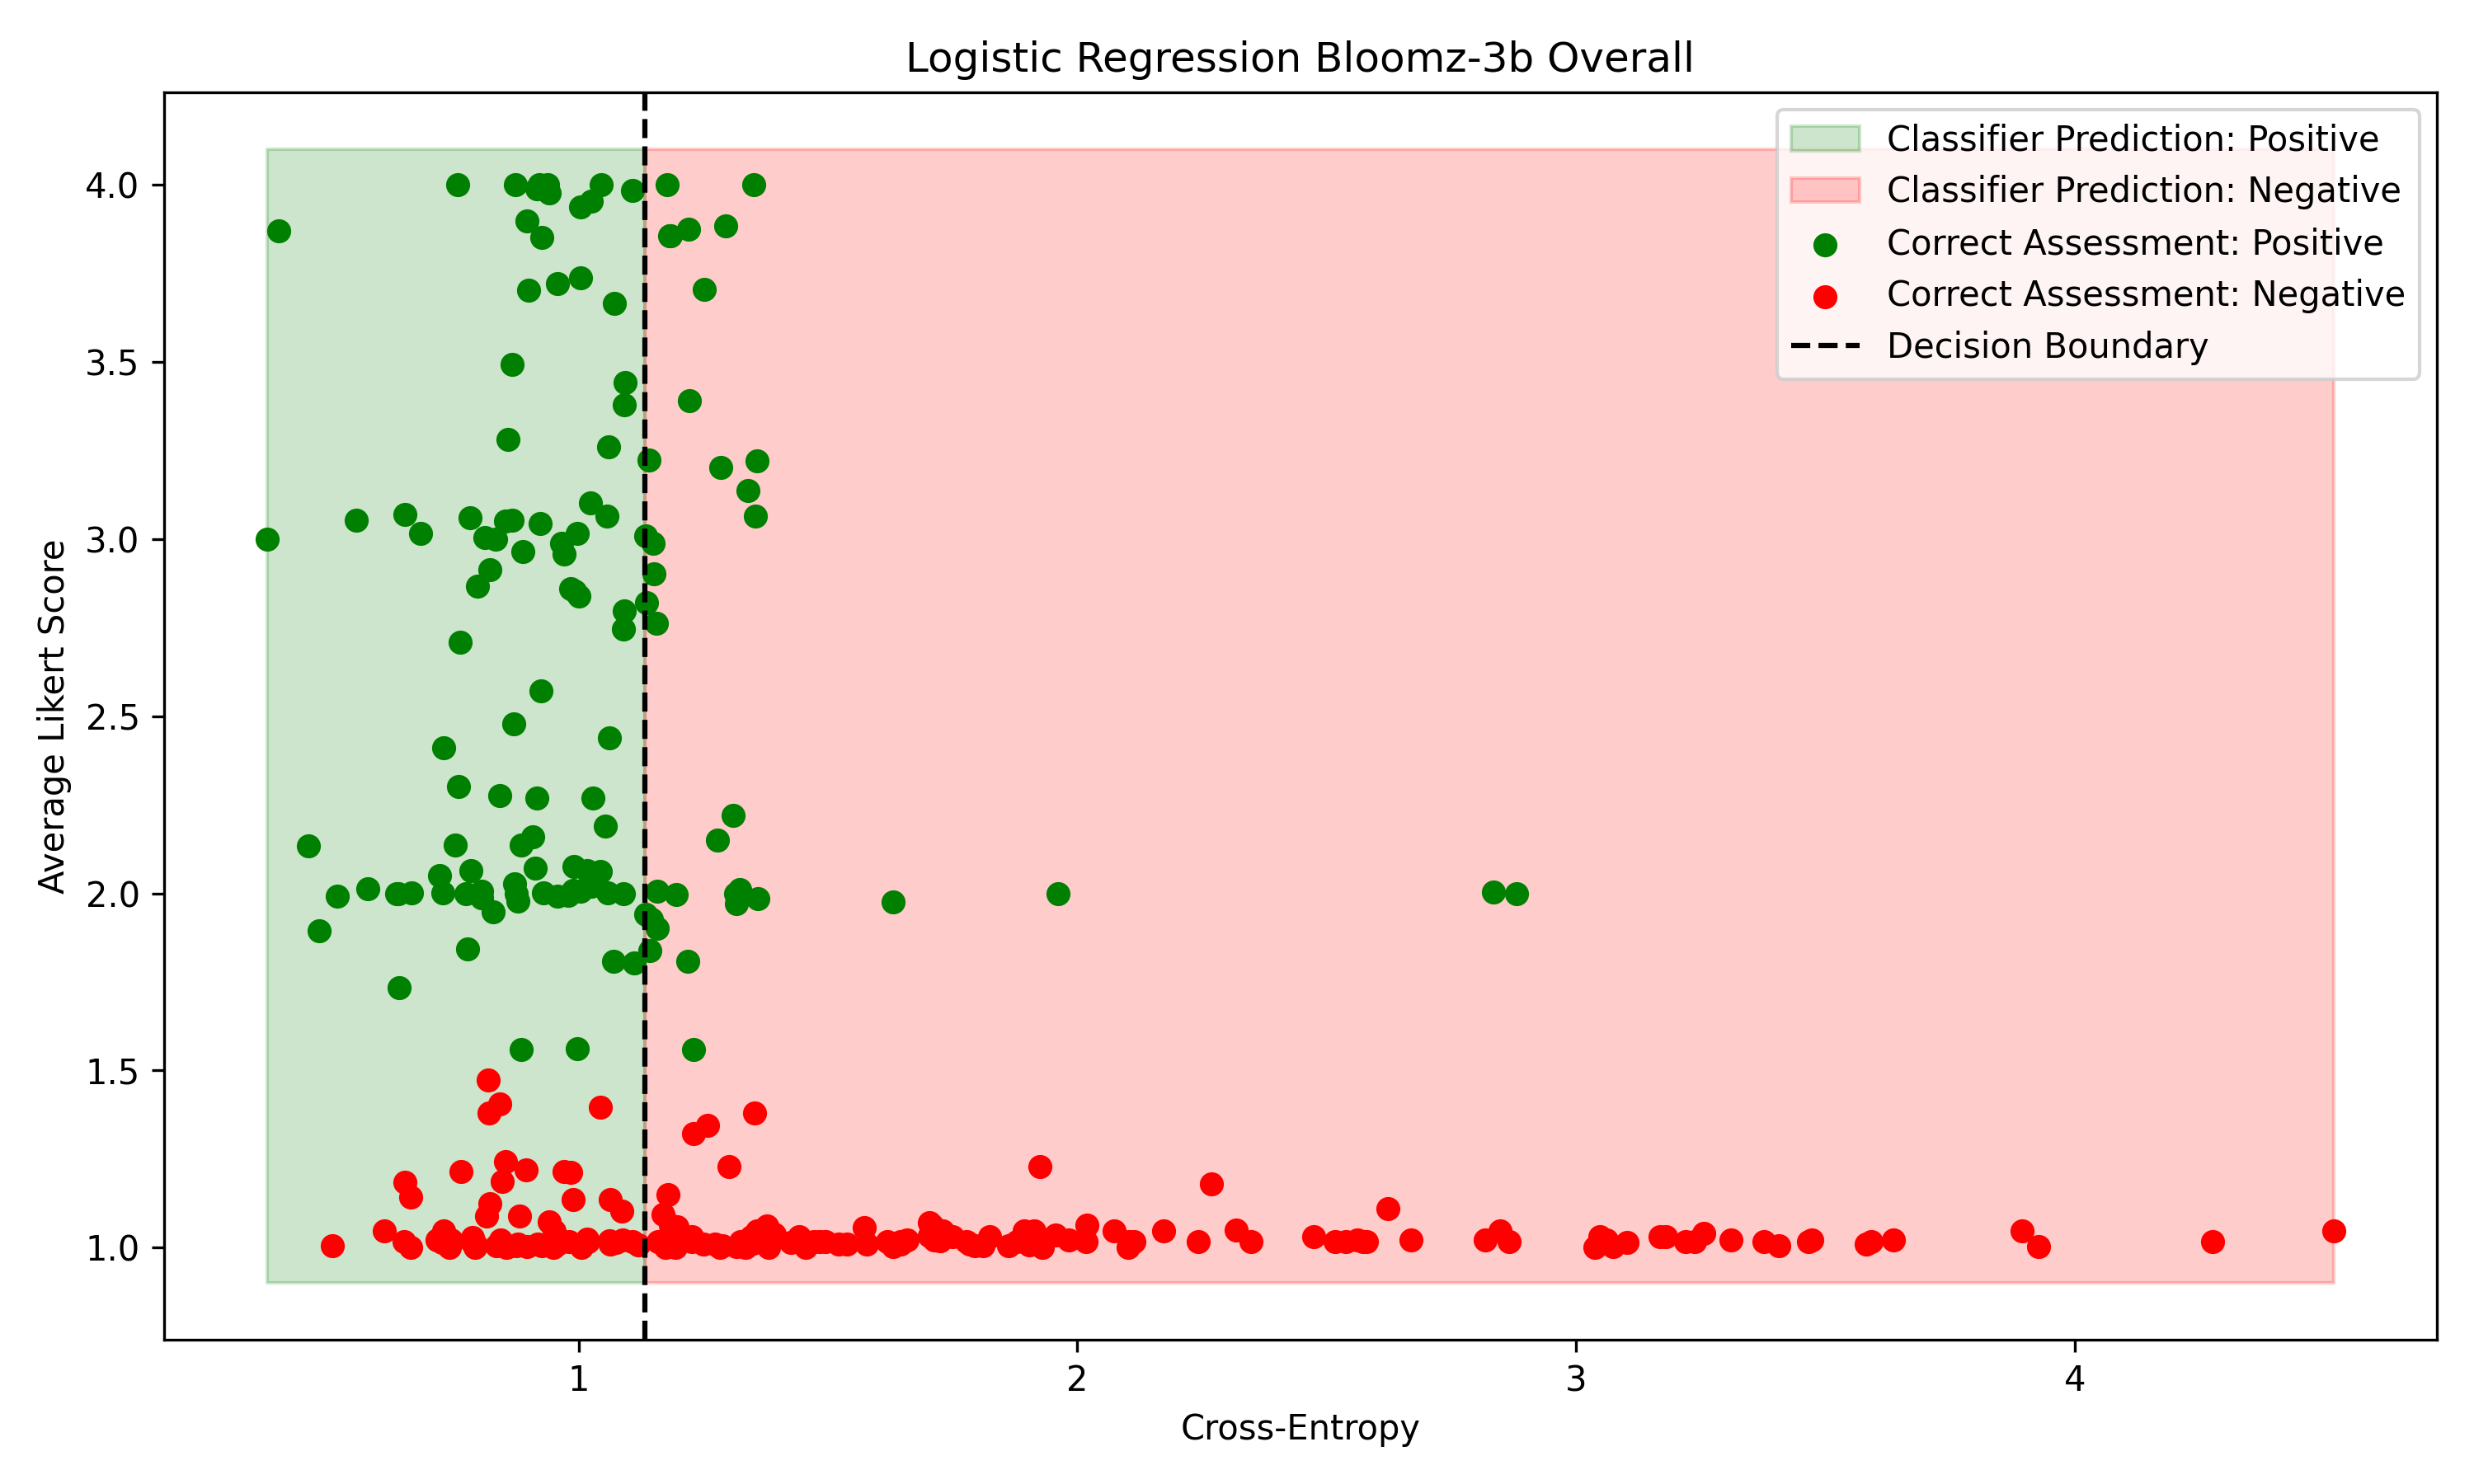 Logistic Regression Bloomz-3b Overall
Classifier Prediction: Positive
Classifier Prediction: Negative
Correct Assessment: Positive
Correct Assessment: Negative
Decision Boundary
Average Likert Score
4.0
3.5
3.0
2.5
2.0
1.5
1.0
1
2
3
4
Cross-Entropy